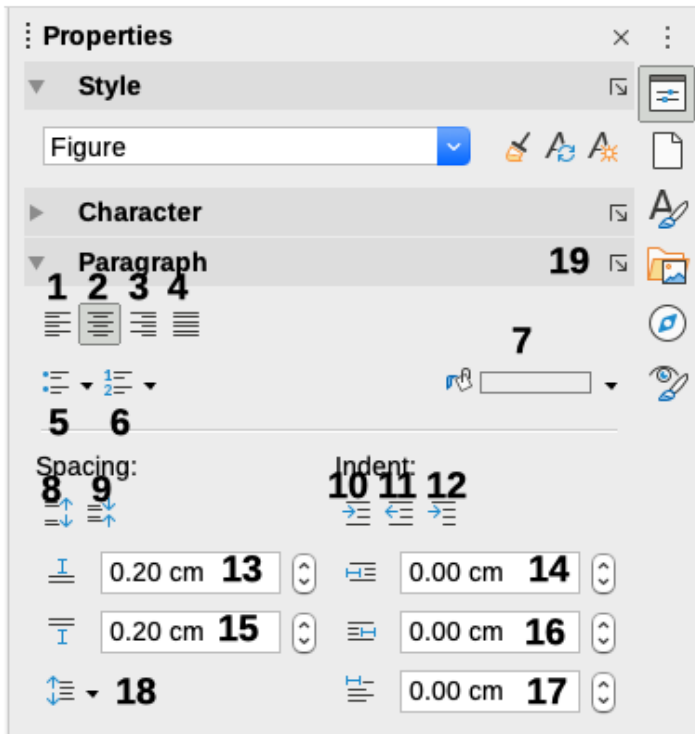 Properties
Style
Figure
Character
Paragraph 19
1 2 3 4
7
5 6
Spacing: Indent:
8 9 10 11 12
0.20 cm 13 0.00 cm 14
0.20 cm 15 0.00 cm 16
18 0.00 cm 17